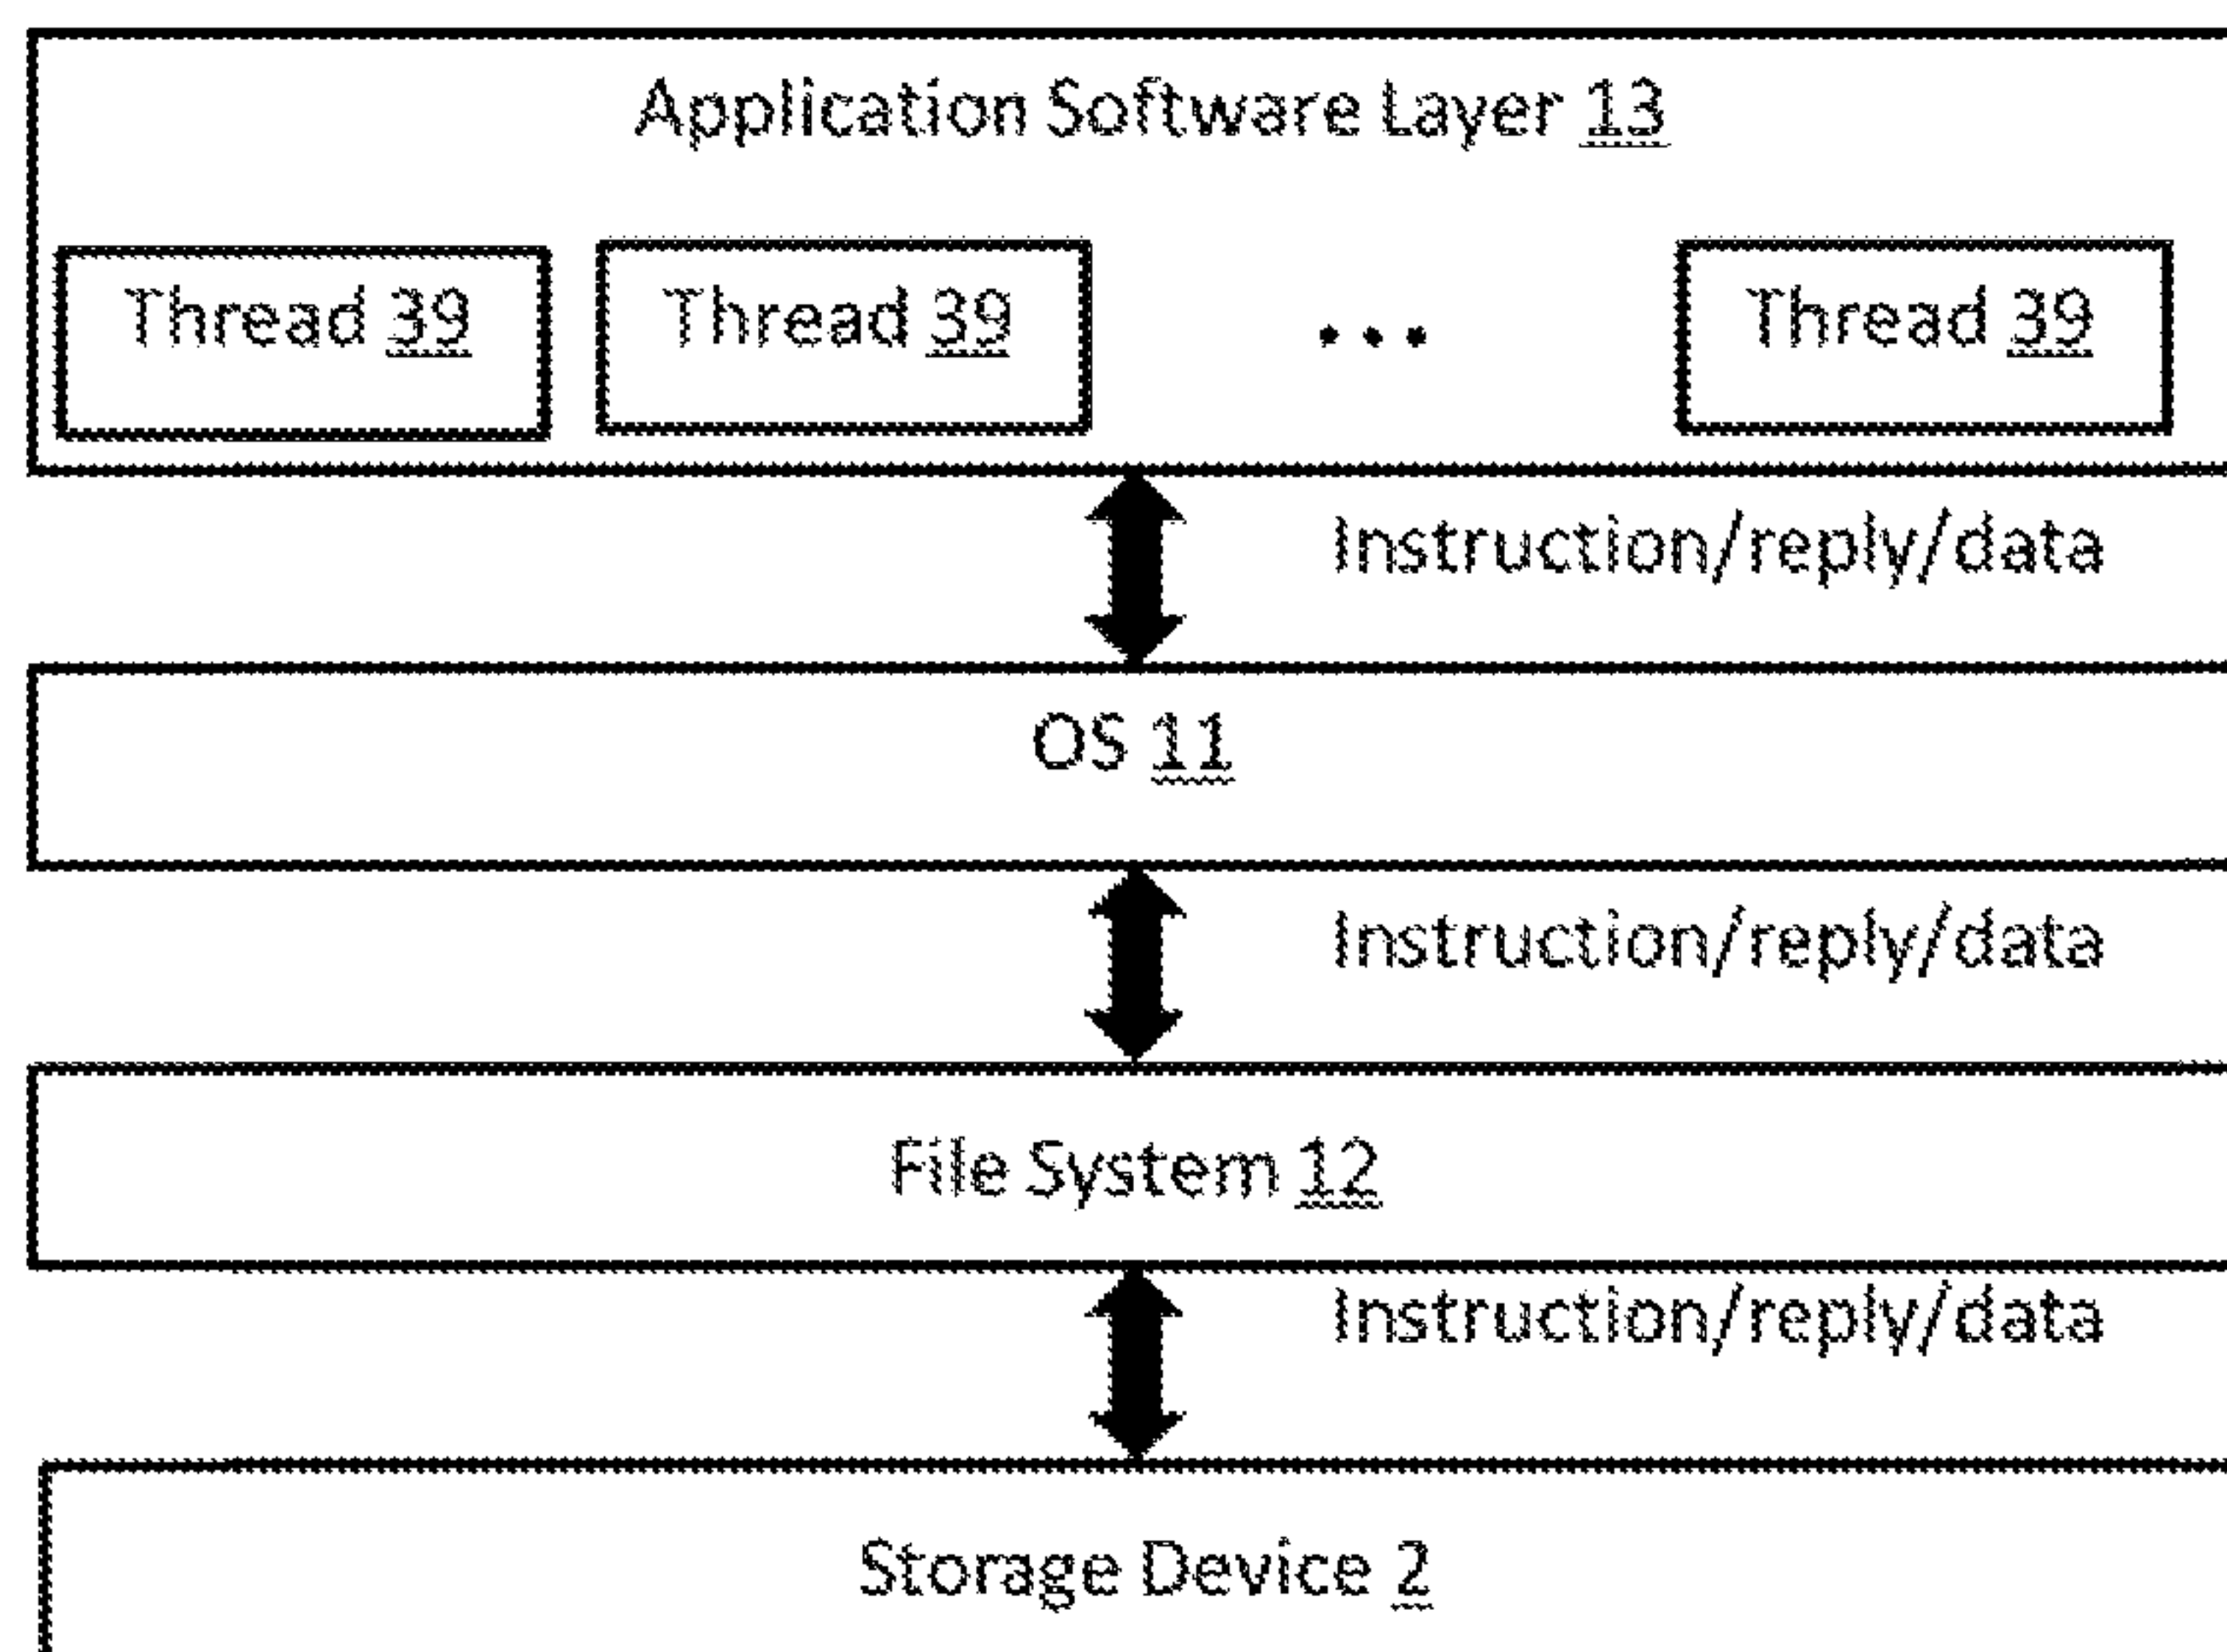 Application Software Layer 13
Thread 39 Thread 39 ... Thread 39
Instruction/reply/data
OS 11
Instruction/reply/data
File System 12
Instruction/reply/data
Storage Device 2